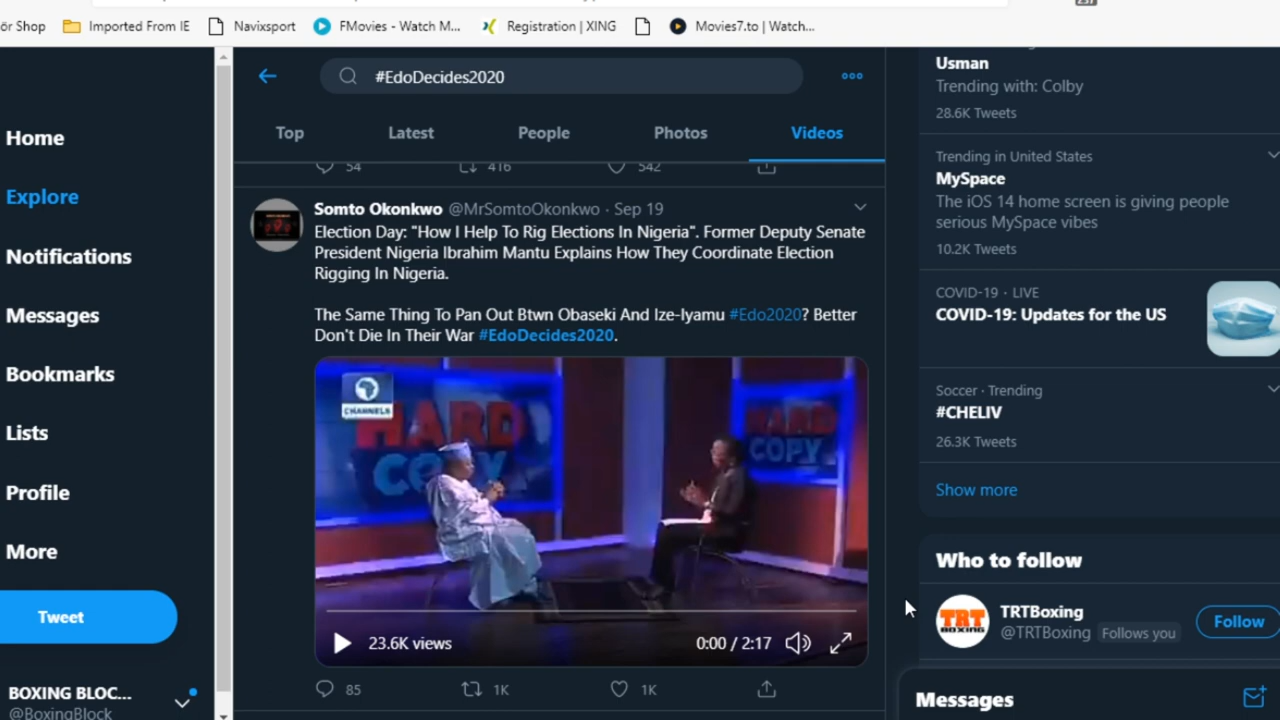 ör Shop
Imported From IE
Navixsport
FMovies - Watch M...
Registration | XING
Movies7.to | Watch...
Home
Explore
Notifications
Messages
Bookmarks
Lists
Profile
More
Tweet
BOXING BLOC...
@BoxingBlock
#EdoDecides2020
Top
Latest
People
Photos
Videos
54
416
542
Somto Okonkwo @MrSomtoOkonkwo · Sep 19
Election Day: "How I Help To Rig Elections In Nigeria". Former Deputy Senate
President Nigeria Ibrahim Mantu Explains How They Coordinate Election
Rigging In Nigeria.
The Same Thing To Pan Out Btwn Obaseki And Ize-Iyamu #Edo2020? Better
Don't Die In Their War #EdoDecides2020.
CHANNELS
HARD
COPY
HARD
COPY
23.6K views
0:00 / 2:17
85
1K
1K
Usman
Trending with: Colby
28.6K Tweets
Trending in United States
MySpace
The iOS 14 home screen is giving people
serious MySpace vibes
10.2K Tweets
COVID-19 · LIVE
COVID-19: Updates for the US
Soccer · Trending
#CHELIV
26.3K Tweets
Show more
Who to follow
TRT
BOXING
TRTBoxing
@TRTBoxing Follows you
Follow
Messages